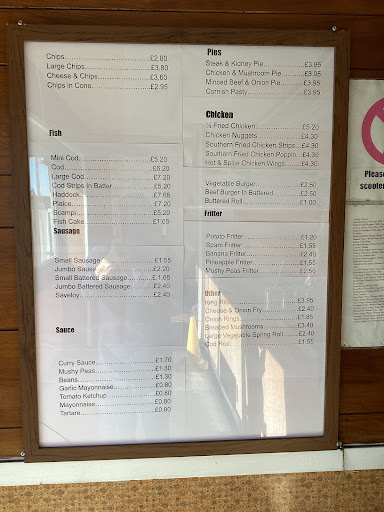 Chips £2.80
Large Chips £3.80
Cheese & Chips £3.60
Chips in Cone £2.95
Fish
Mini Cod £5.20
Cod £6.20
Large Cod £7.20
Cod Strips in Batter £5.20
Haddock £7.65
Plaice £7.20
Scampi £5.20
Fish Cake £1.65
Sausage
Small Sausage £1.55
Jumbo Sausage £2.20
Small Battered Sausage £1.65
Jumbo Battered Sausage £2.40
Saveloy £2.40
Sauce
Curry Sauce £1.70
Mushy Peas £1.30
Beans £1.30
Garlic Mayonnaise £0.80
Tomato Ketchup £0.80
Mayonnaise £0.80
Tartare £0.80
Pies
Steak & Kidney Pie £3.95
Chicken & Mushroom Pie £3.95
Minced Beef & Onion Pie £3.95
Cornish Pasty £3.95
Chicken
Fried Chicken £5.20
Chicken Nuggets £4.30
Southern Fried Chicken Strips £4.30
Southern Fried Chicken Poppin £4.30
Hot & Spice Chicken Wings £4.30
Vegetable Burger £2.50
Beef Burger In Battered £2.50
Buttered Roll £1.00
Fritter
Potato Fritter £1.20
Spam Fritter £1.55
Banana Fritter £2.40
Pineapple Fritter £1.55
Mushy Peas Fritter £2.50
Other
King Rib £3.95
Cheese & Onion Fry £2.40
Onion Rings £1.85
Breaded Mushrooms £3.40
Large Vegetable Spring Roll £2.40
Cod Roe £1.55
Please
scooter